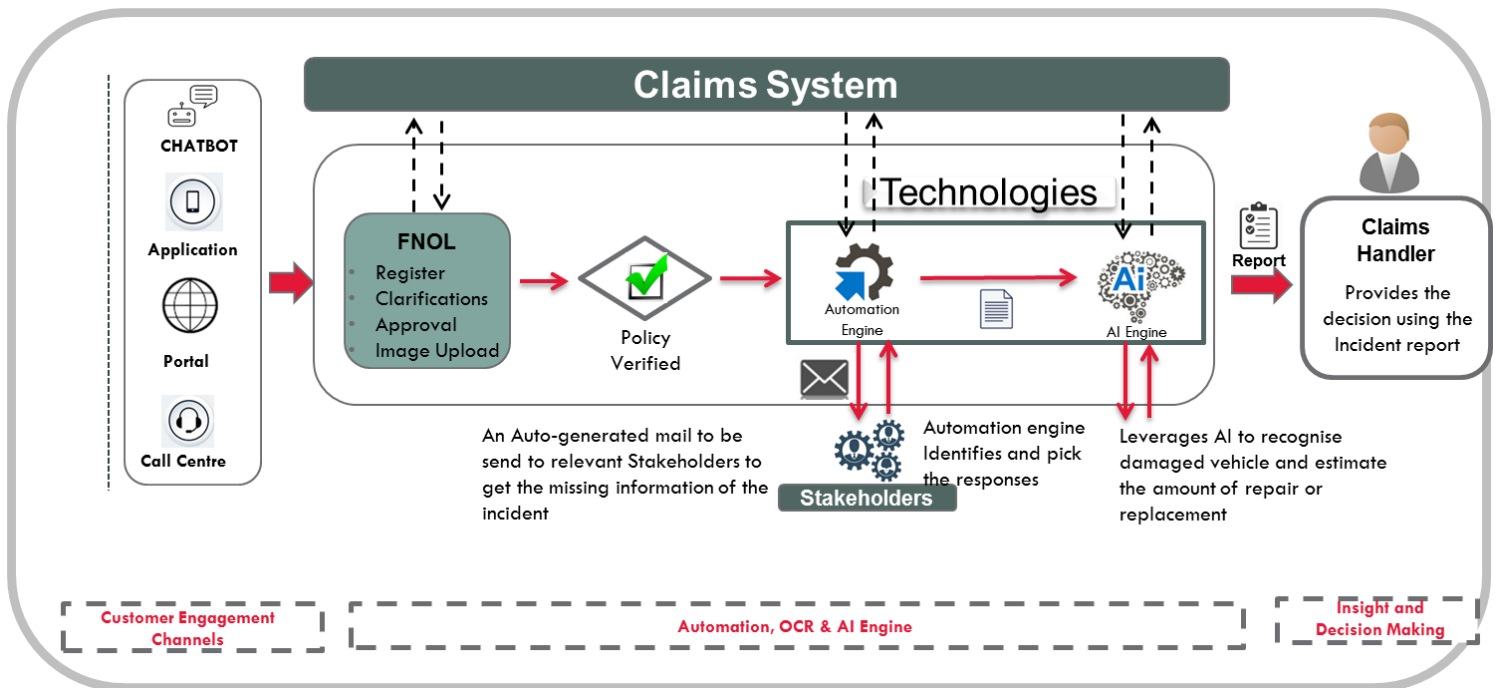 Claims System
CHATBOT
Application
Portal
Call Centre
FNOL
Register
Clarifications
Approval
Image Upload
Policy
Verified
Technologies
Automation
Engine
Ai
AI Engine
Report
Claims
Handler
Provides the
decision using the
Incident report
An Auto-generated mail to be
send to relevant Stakeholders to
get the missing information of the
incident
Stakeholders
Automation engine
Identifies and pick
the responses
Leverages AI to recognise
damaged vehicle and estimate
the amount of repair or
replacement
Customer Engagement
Channels
Automation, OCR & AI Engine
Insight and
Decision Making